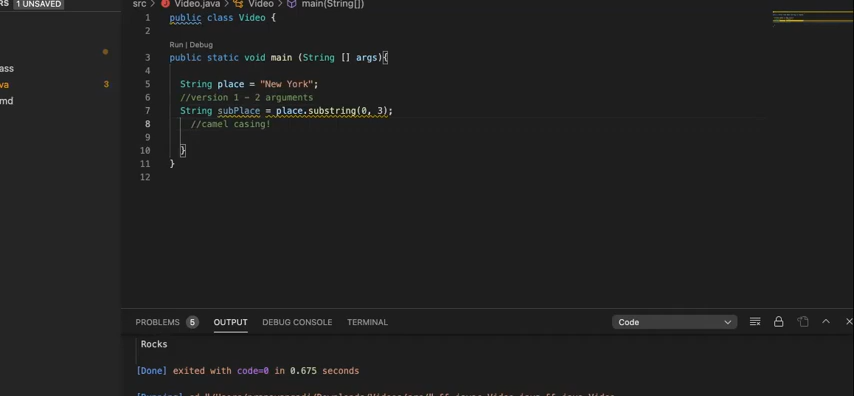 RS 1 UNSAVED
src > Video.java > Video > main(String[])
ass
va 3
md
1 public class Video {
2
Run | Debug
3 public static void main (String [] args){
4
5 String place = "New York";
6 //version 1 - 2 arguments
7 String subPlace = place.substring(0, 3);
8 //camel casing!
9
10 }
11 }
12
PROBLEMS 5 OUTPUT DEBUG CONSOLE TERMINAL Code
Rocks
[Done] exited with code=0 in 0.675 seconds